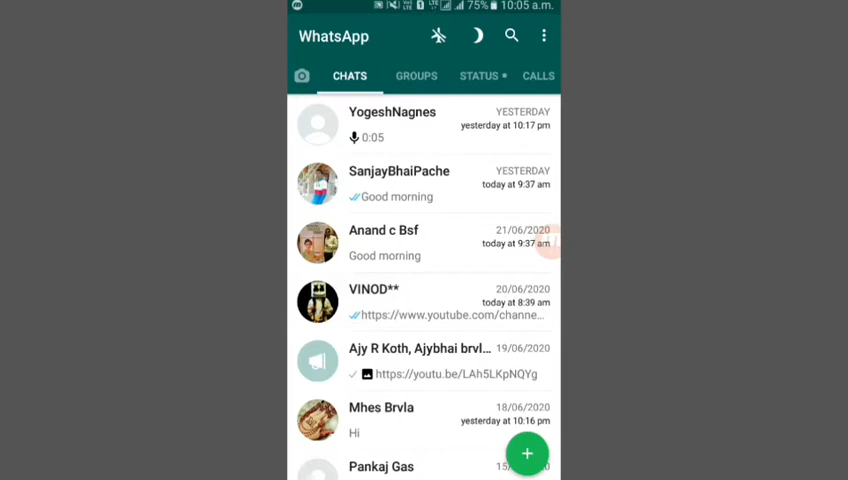 75% 10:05 a.m.
WhatsApp
CHATS GROUPS STATUS CALLS
YogeshNagnes YESTERDAY
yesterday at 10:17 pm
0:05
SanjayBhaiPache YESTERDAY
today at 9:37 am
Good morning
Anand c Bsf 21/06/2020
today at 9:37 am
Good morning
VINOD** 20/06/2020
today at 8:39 am
https://www.youtube.com/channe...
Ajy R Koth, Ajybhai brvl... 19/06/2020
https://youtu.be/LAh5LKpNQYg
Mhes Brvla 18/06/2020
yesterday at 10:16 pm
Hi
Pankaj Gas